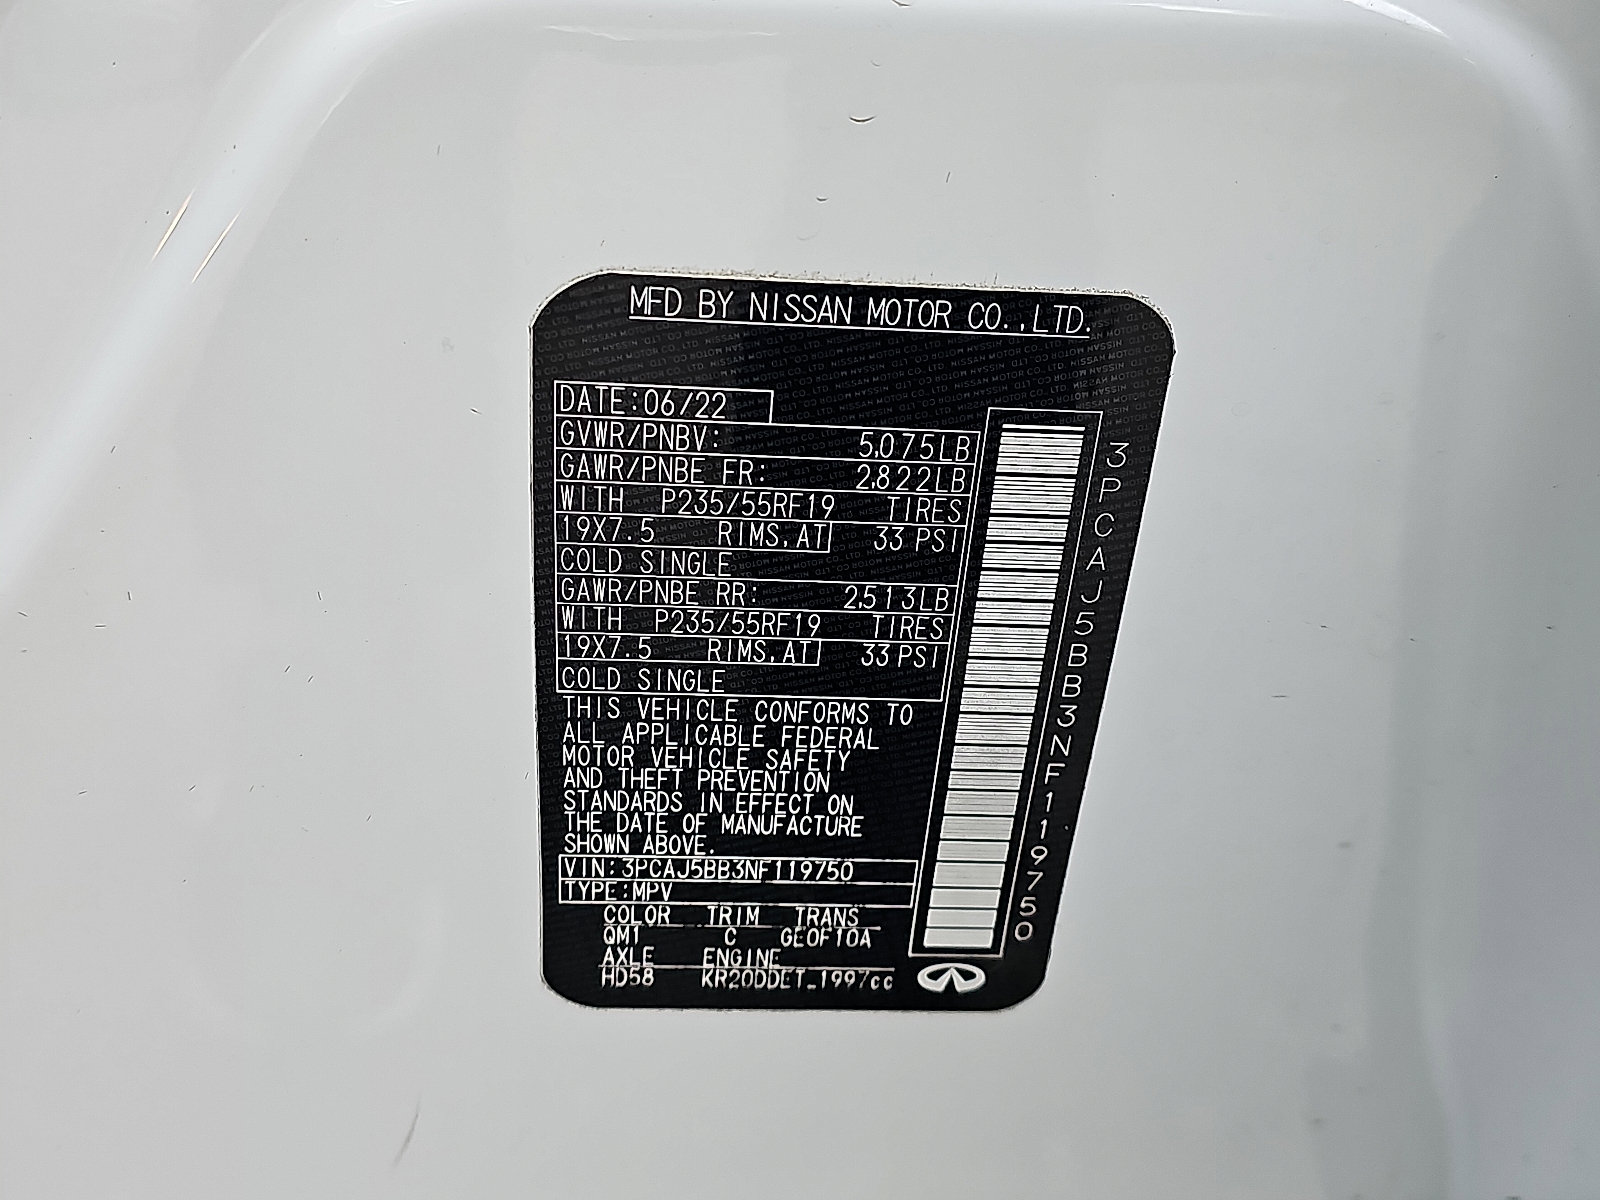 MFD BY NISSAN MOTOR CO.,LTD.
DATE:06/22
GVWR/PNBV: 5,075LB
GAWR/PNBE FR: 2,822LB
WITH P235/55RF19 TIRES
19X7.5 RIMS,AT 33 PSI
COLD SINGLE
GAWR/PNBE RR: 2,513LB
WITH P235/55RF19 TIRES
19X7.5 RIMS,AT 33 PSI
COLD SINGLE
THIS VEHICLE CONFORMS TO
ALL APPLICABLE FEDERAL
MOTOR VEHICLE SAFETY
AND THEFT PREVENTION
STANDARDS IN EFFECT ON
THE DATE OF MANUFACTURE
SHOWN ABOVE.
VIN:3PCAJ5BB3NF119750
TYPE:MPV
COLOR TRIM TRANS
QM1 C GE0F10A
AXLE ENGINE
HD58 KR20DDET 1997cc
3PCAJ5BB3NF119750